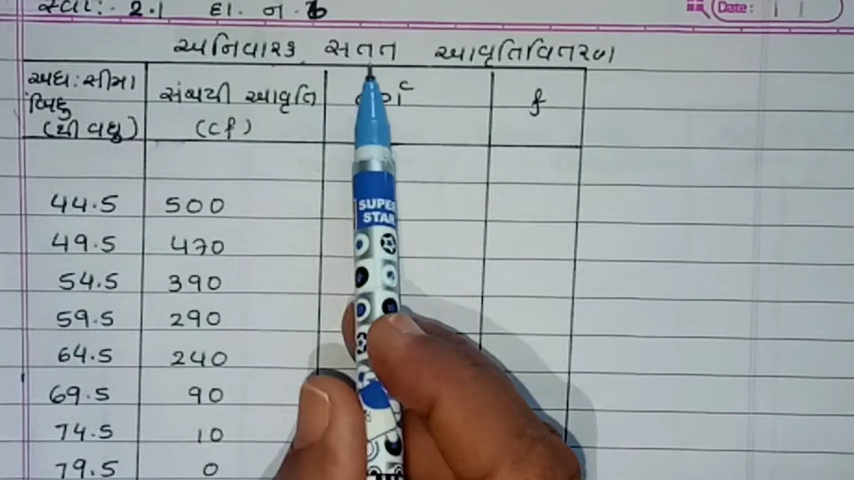 સ્વા:- 2.1 દા. ન. 6
Date:
અનિવારક સતત આવૃતિવિતરણ
અધ: સીમા સંચયી આવૃતિ f
બિંદુ (cf)
(થી વધુ)
44.5 500
49.5 470
54.5 390
59.5 290
64.5 240
69.5 90
74.5 10
79.5 0
SUPER
STAR